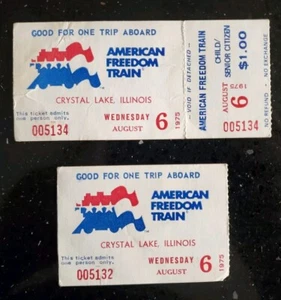 GOOD FOR ONE TRIP ABOARD
AMERICAN
FREEDOM
TRAIN
CRYSTAL LAKE, ILLINOIS
This ticket admits
one person only.
WEDNESDAY
005134
AUGUST 6 1975
— VOID IF DETACHED —
AMERICAN FREEDOM TRAIN
CHILD/
SENIOR CITIZEN
$1.00
AUGUST 6 1975
005134
NO REFUND - NO EXCHANGE
GOOD FOR ONE TRIP ABOARD
AMERICAN
FREEDOM
TRAIN
CRYSTAL LAKE, ILLINOIS
This ticket admits
one person only.
WEDNESDAY
005132
AUGUST 6 1975